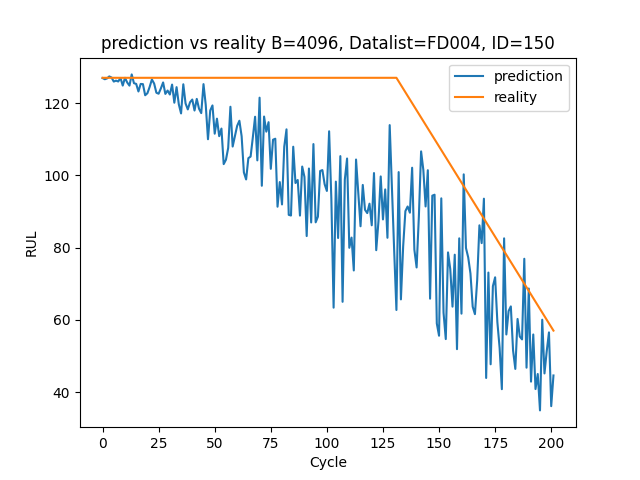 prediction vs reality B=4096, Datalist=FD004, ID=150
prediction
reality
RUL
120
100
80
60
40
0 25 50 75 100 125 150 175 200
Cycle